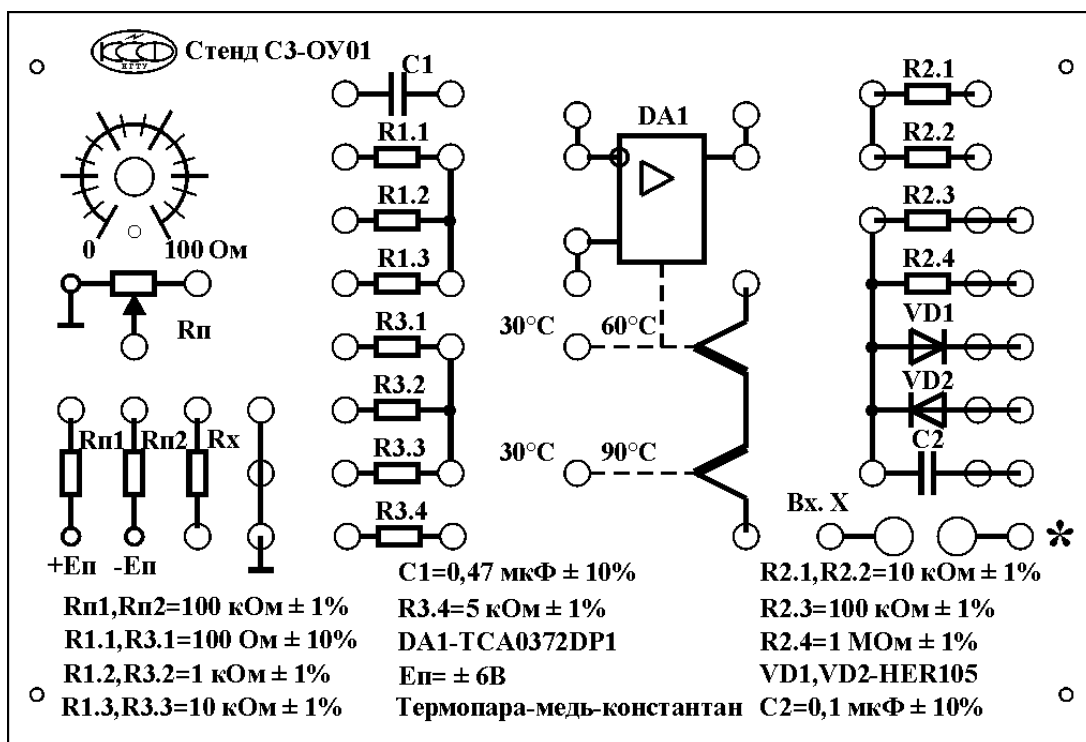 Стенд С3-ОУ01
КГТУ
0 100 Ом
Rп
Rп1 Rп2 Rx
+Eп -Eп
C1
R1.1
R1.2
R1.3
R3.1
R3.2
R3.3
R3.4
DA1
30°C 60°C
30°C 90°C
R2.1
R2.2
R2.3
R2.4
VD1
VD2
C2
Вх. X
*
Rп1,Rп2=100 кОм ± 1%
R1.1,R3.1=100 Ом ± 10%
R1.2,R3.2=1 кОм ± 1%
R1.3,R3.3=10 кОм ± 1%
C1=0,47 мкФ ± 10%
R3.4=5 кОм ± 1%
DA1-TCA0372DP1
Eп= ± 6В
Термопара-медь-константан
R2.1,R2.2=10 кОм ± 1%
R2.3=100 кОм ± 1%
R2.4=1 МОм ± 1%
VD1,VD2-HER105
C2=0,1 мкФ ± 10%